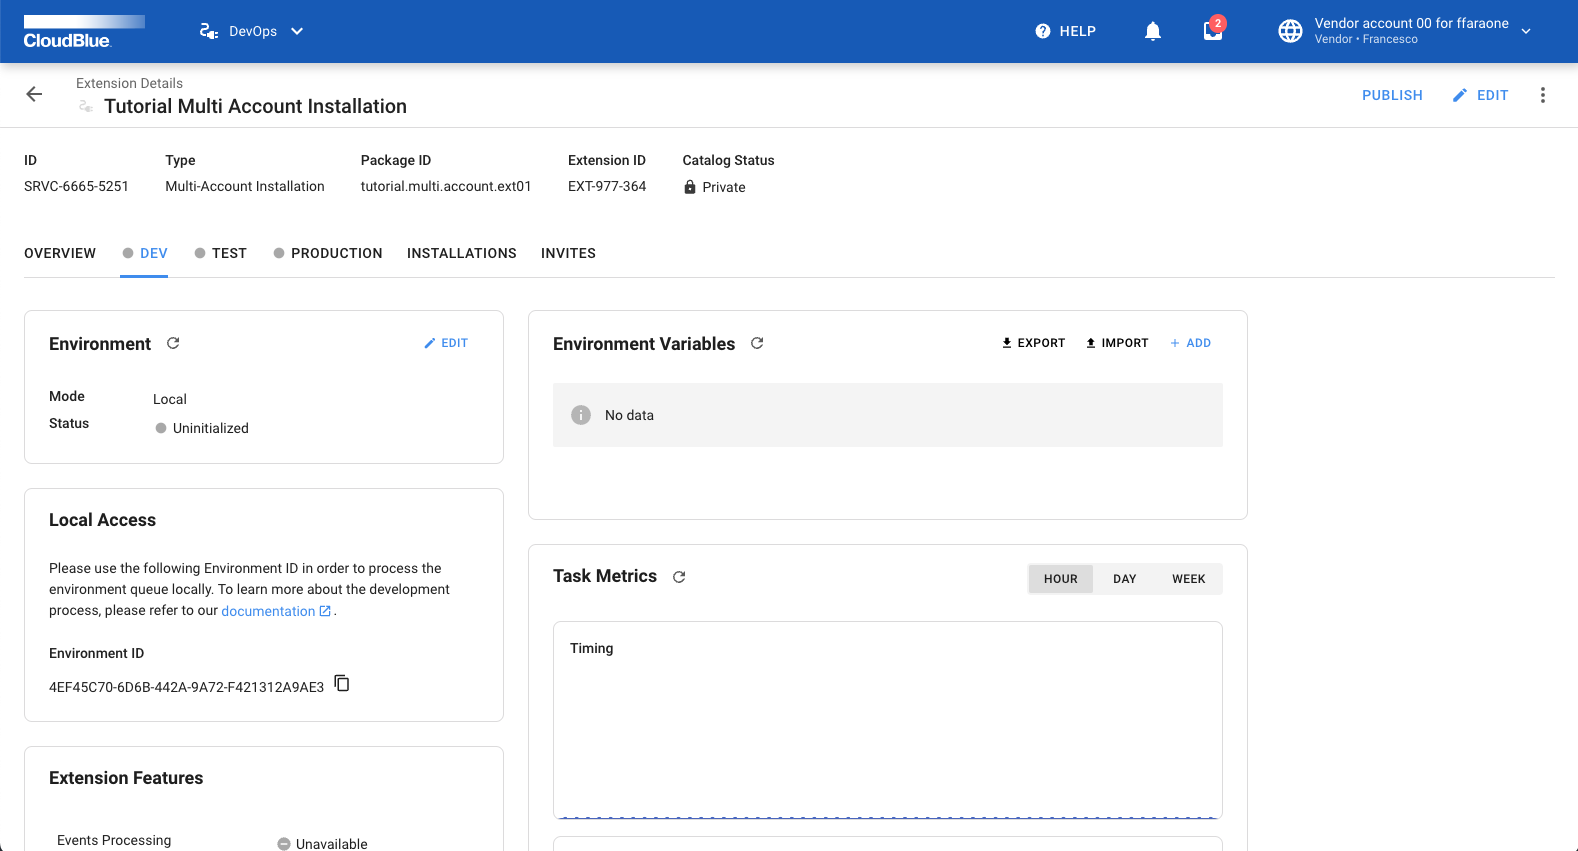 CloudBlue
DevOps
HELP
2
Vendor account 00 for ffaraone
Vendor • Francesco
Extension Details
Tutorial Multi Account Installation
PUBLISH
EDIT
ID
Type
Package ID
Extension ID
Catalog Status
SRVC-6665-5251
Multi-Account Installation
tutorial.multi.account.ext01
EXT-977-364
Private
OVERVIEW
DEV
TEST
PRODUCTION
INSTALLATIONS
INVITES
Environment
EDIT
Mode
Local
Status
Uninitialized
Environment Variables
EXPORT
IMPORT
ADD
No data
Local Access
Please use the following Environment ID in order to process the
environment queue locally. To learn more about the development
process, please refer to our documentation .
Environment ID
4EF45C70-6D6B-442A-9A72-F421312A9AE3
Task Metrics
HOUR
DAY
WEEK
Timing
Extension Features
Events Processing
Unavailable